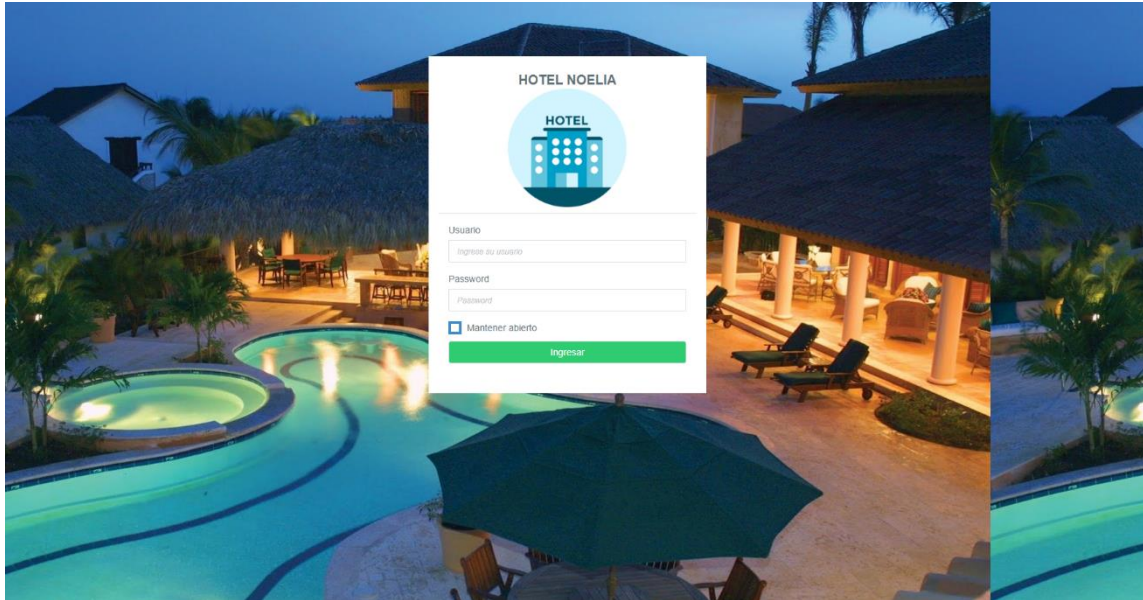 HOTEL NOELIA
HOTEL
Usuario
Ingrese su usuario
Password
Password
Mantener abierto
Ingresar